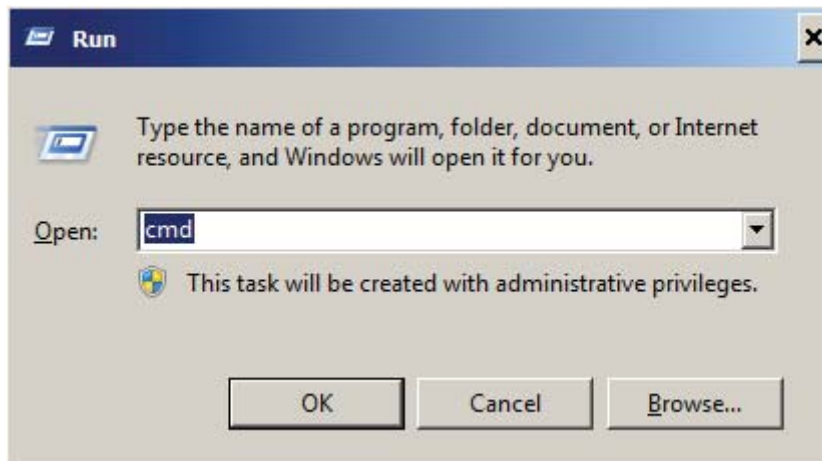 Run
Type the name of a program, folder, document, or Internet
resource, and Windows will open it for you.
Open: cmd
This task will be created with administrative privileges.
OK Cancel Browse...